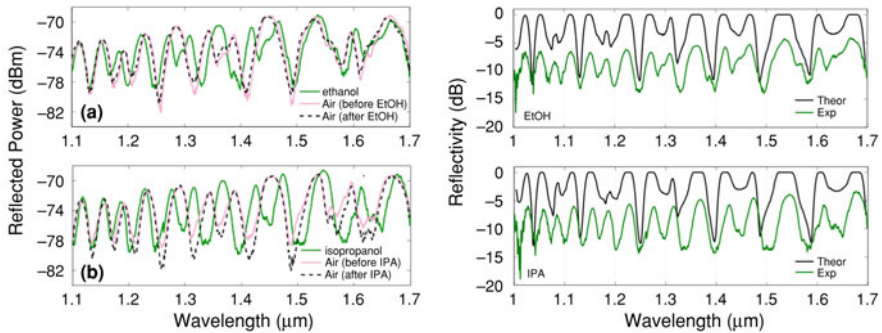 −70
−74
−78
−82
(a)
ethanol
Air (before EtOH)
Air (after EtOH)
1.1 1.2 1.3 1.4 1.5 1.6 1.7
Reflected Power (dBm)
−70
−74
−78
−82
(b)
isopropanol
Air (before IPA)
Air (after IPA)
1.1 1.2 1.3 1.4 1.5 1.6 1.7
Wavelength (μm)
0
−5
−10
−15
−20
EtOH
Theor
Exp
1 1.1 1.2 1.3 1.4 1.5 1.6 1.7
Reflectivity (dB)
0
−5
−10
−15
−20
IPA
Theor
Exp
1 1.1 1.2 1.3 1.4 1.5 1.6 1.7
Wavelength (μm)